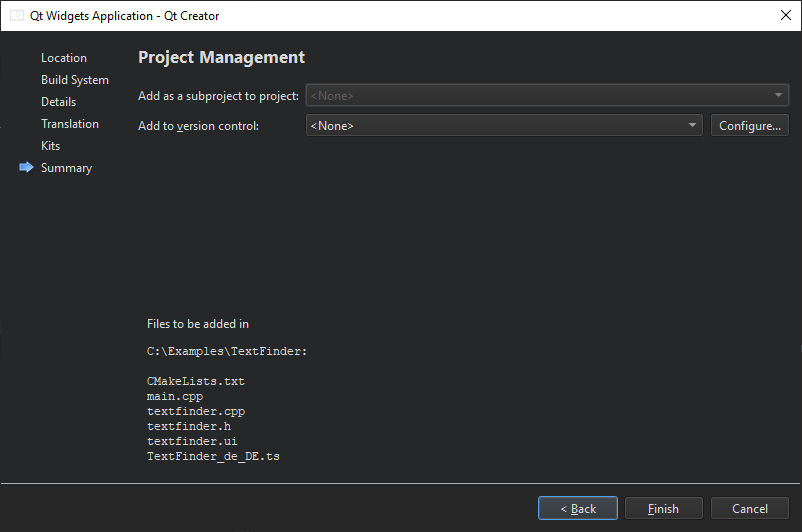 Qt Widgets Application - Qt Creator
Location
Build System
Details
Translation
Kits
Summary
Project Management
Add as a subproject to project: <None>
Add to version control: <None> Configure...
Files to be added in
C:\Examples\TextFinder:
CMakeLists.txt
main.cpp
textfinder.cpp
textfinder.h
textfinder.ui
TextFinder_de_DE.ts
< Back Finish Cancel